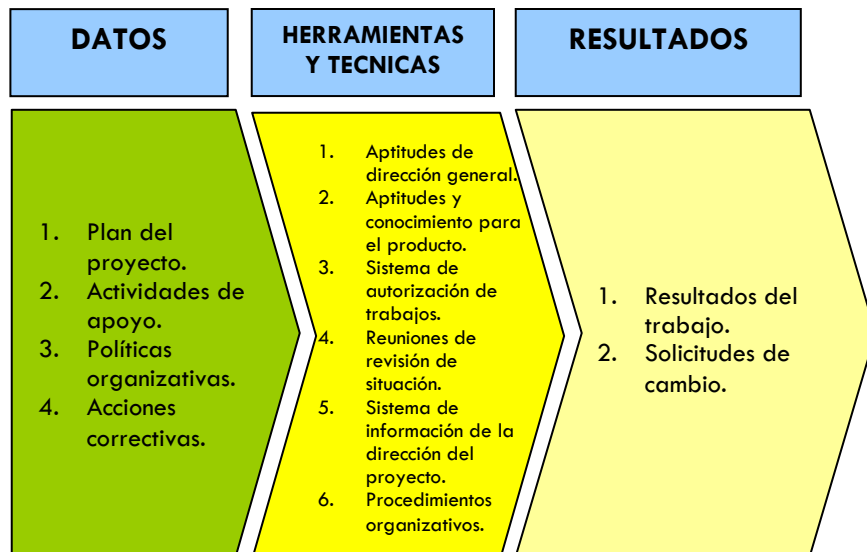 DATOS
HERRAMIENTAS
Y TECNICAS
RESULTADOS
1. Plan del
proyecto.
2. Actividades de
apoyo.
3. Políticas
organizativas.
4. Acciones
correctivas.
1. Aptitudes de
dirección general.
2. Aptitudes y
conocimiento para
el producto.
3. Sistema de
autorización de
trabajos.
4. Reuniones de
revisión de
situación.
5. Sistema de
información de la
dirección del
proyecto.
6. Procedimientos
organizativos.
1. Resultados del
trabajo.
2. Solicitudes de
cambio.